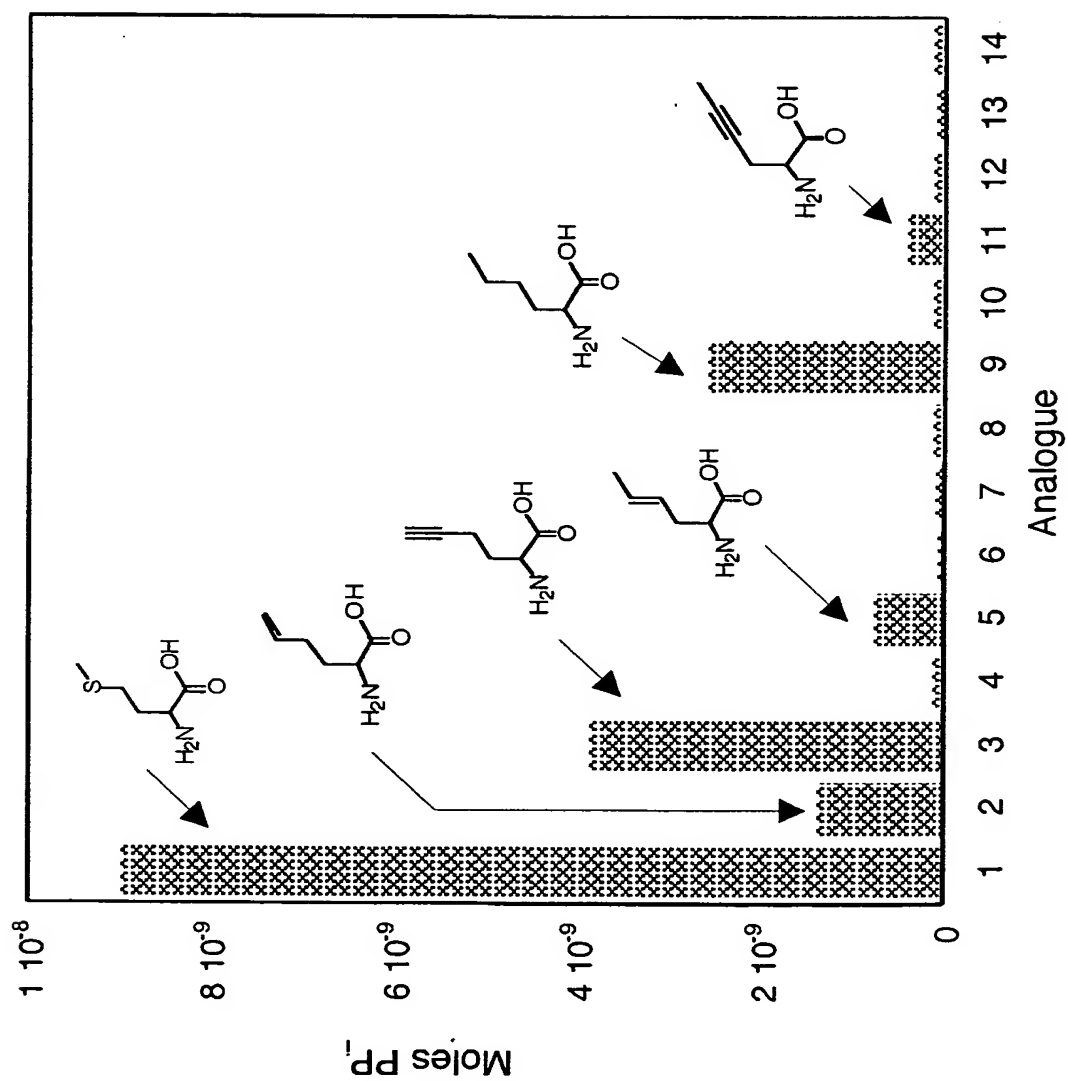 Moles PPᵢ
1 10⁻⁸
8 10⁻⁹
6 10⁻⁹
4 10⁻⁹
2 10⁻⁹
0
S
OH
O
H₂N
OH
O
H₂N
OH
O
H₂N
OH
O
H₂N
OH
O
H₂N
OH
O
H₂N
1 2 3 4 5 6 7 8 9 10 11 12 13 14
Analogue